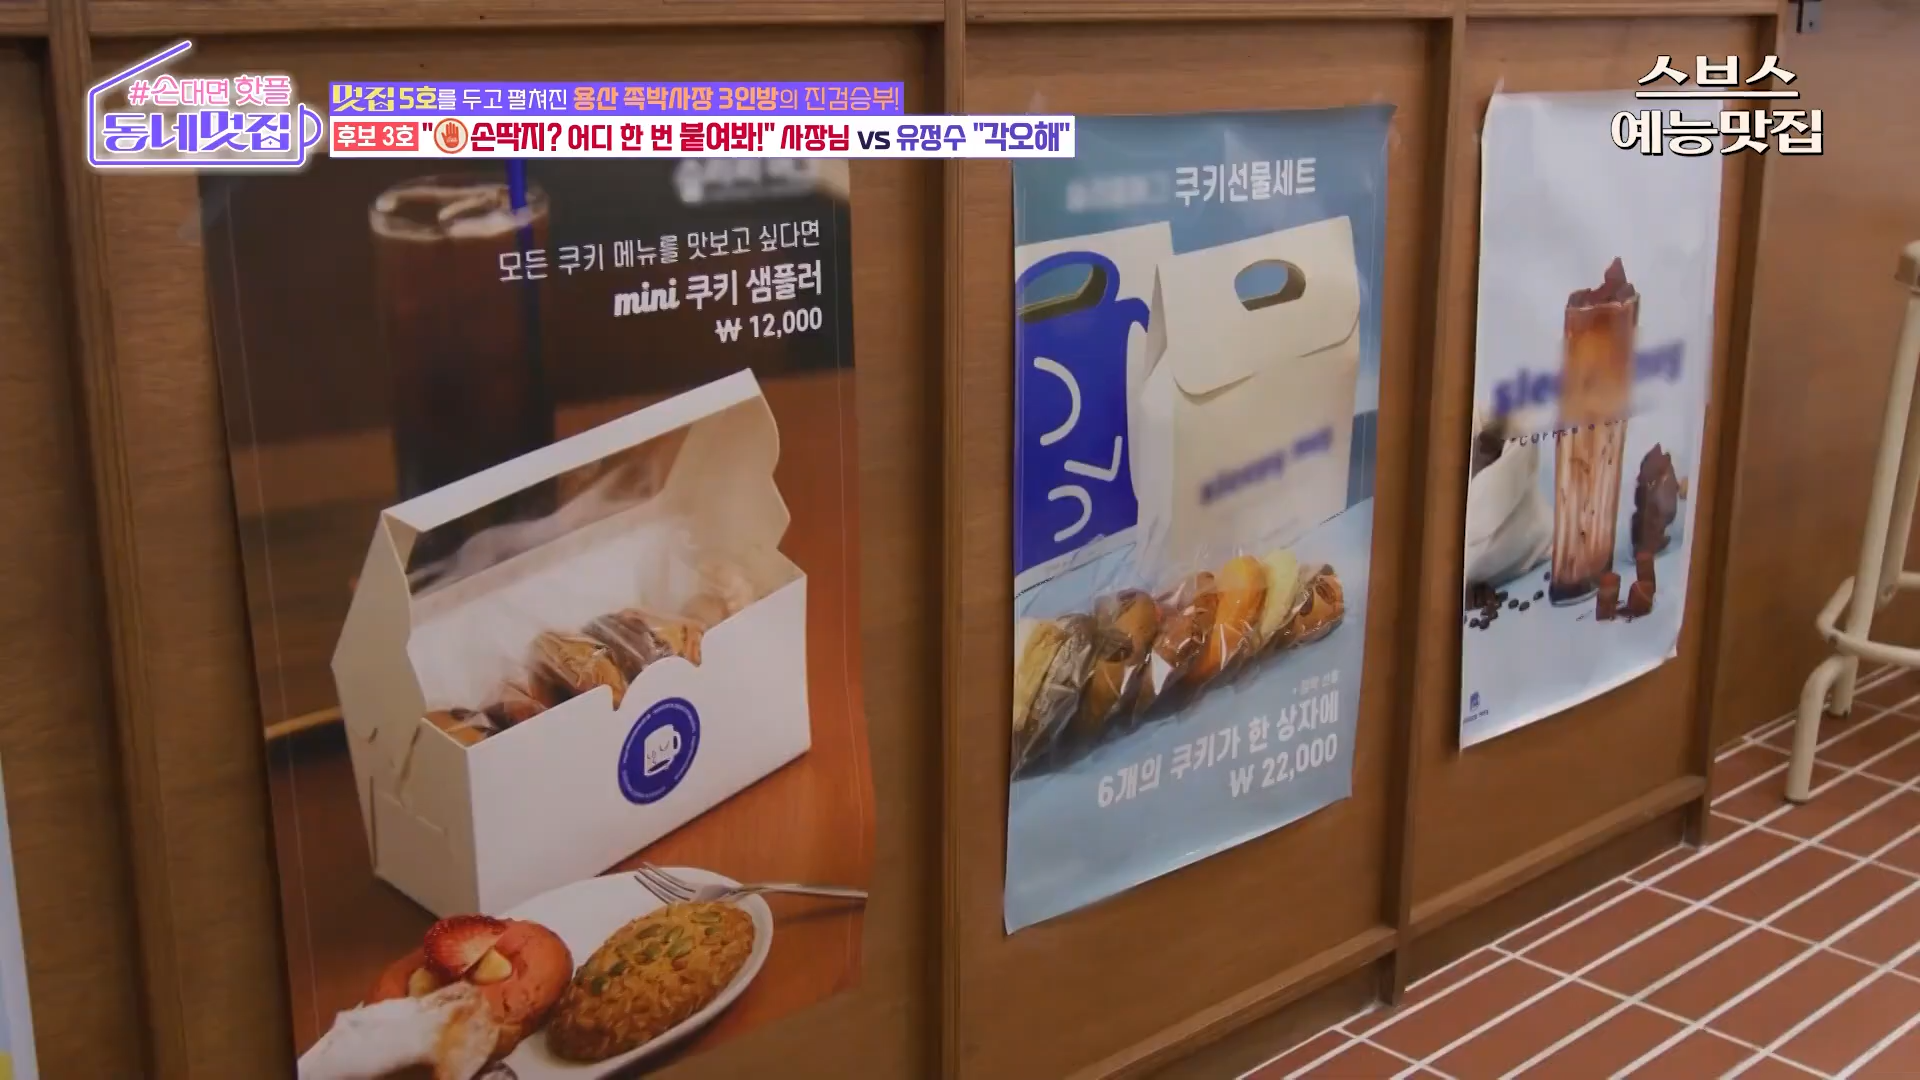 #손대면 핫플
동네멋집
멋집 5호를 두고 펼쳐진 용산 쪽박사장 3인방의 진검승부!
후보 3호 "손딱지? 어디 한 번 붙여봐!" 사장님 vs 유정수 "각오해"
스브스
예능맛집
모든 쿠키 메뉴를 맛보고 싶다면
mini 쿠키 샘플러
₩ 12,000
쿠키선물세트
6개의 쿠키가 한 상자에
₩ 22,000